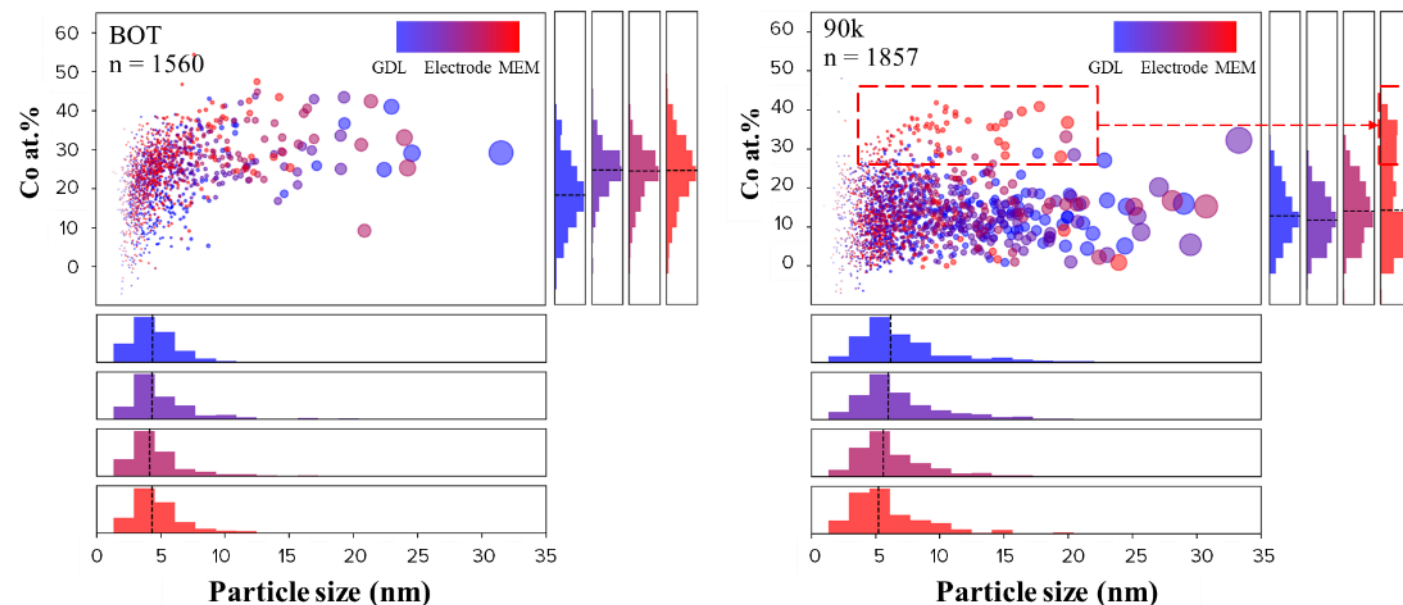 BOT
n = 1560
GDL Electrode MEM
60
50
40
30
20
10
0
Co at.%
0 5 10 15 20 25 30 35
Particle size (nm)
90k
n = 1857
GDL Electrode MEM
60
50
40
30
20
10
0
Co at.%
0 5 10 15 20 25 30 35
Particle size (nm)